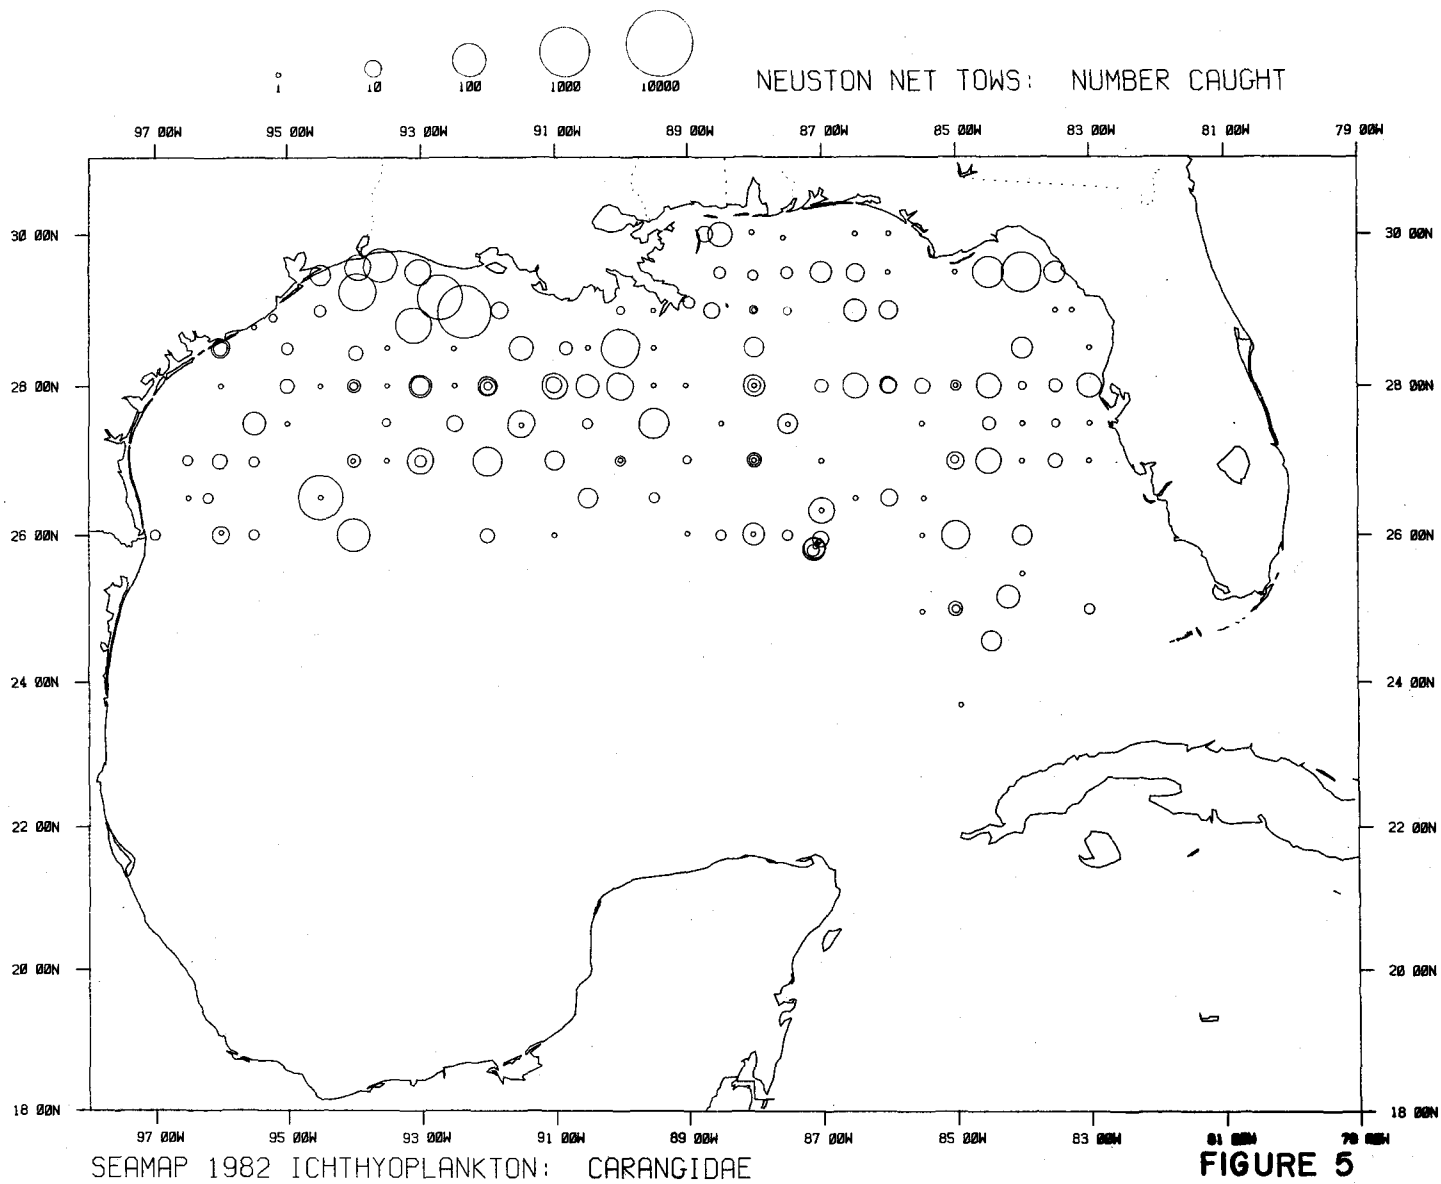 1 10 100 1000 10000
NEUSTON NET TOWS: NUMBER CAUGHT
97 00W 95 00W 93 00W 91 00W 89 00W 87 00W 85 00W 83 00W 81 00W 79 00W
30 00N 30 00N
28 00N 28 00N
26 00N 26 00N
24 00N 24 00N
22 00N 22 00N
20 00N 20 00N
18 00N 18 00N
97 00W 95 00W 93 00W 91 00W 89 00W 87 00W 85 00W 83 00W 81 00W 79 00W
SEAMAP 1982 ICHTHYOPLANKTON: CARANGIDAE
FIGURE 5